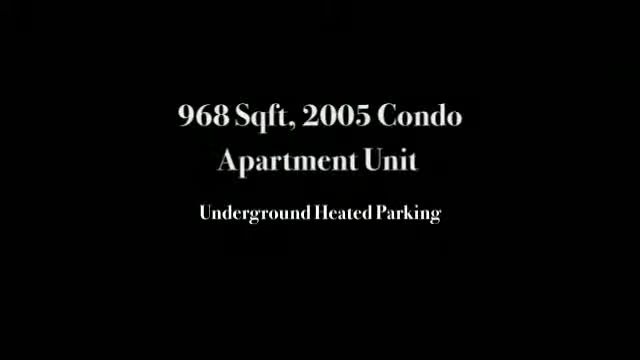 968 Sqft, 2005 Condo
Apartment Unit
Underground Heated Parking